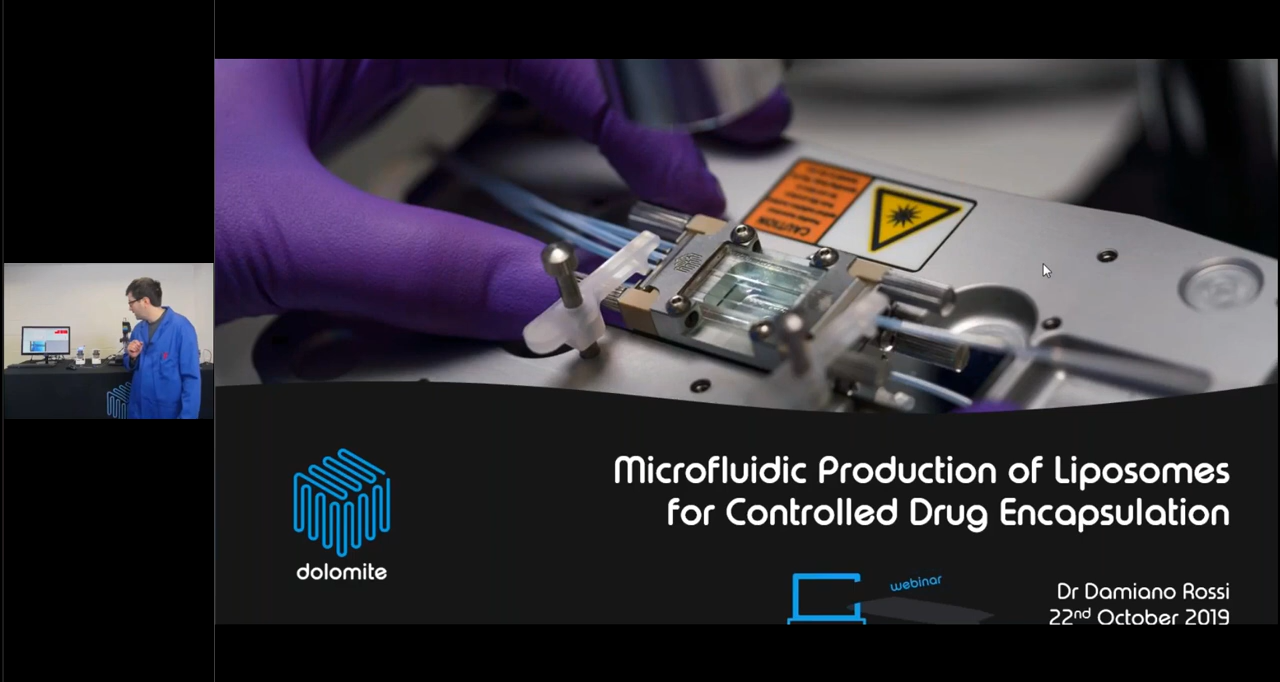 CAUTION
Microfluidic Production of Liposomes
for Controlled Drug Encapsulation
dolomite
webinar
Dr Damiano Rossi
22nd October 2019